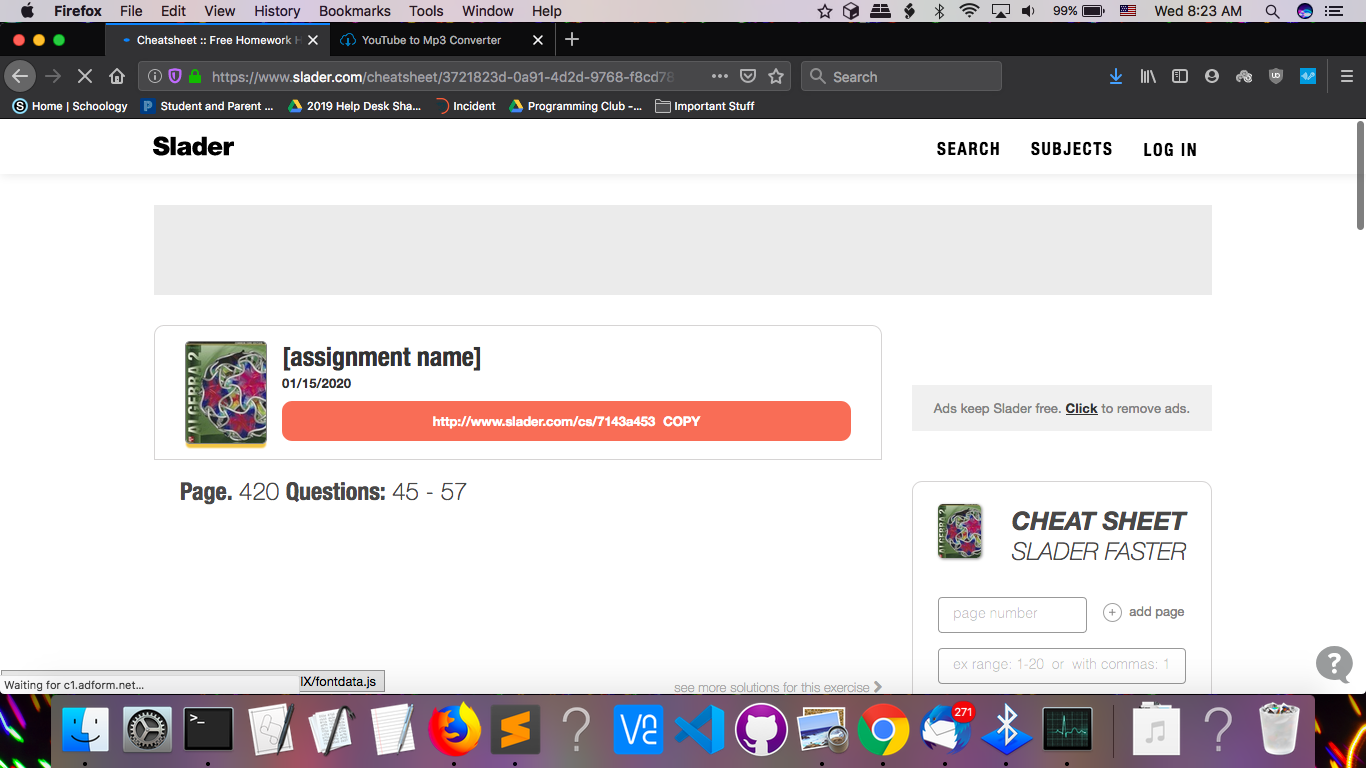 Firefox File Edit View History Bookmarks Tools Window Help 99% Wed 8:23 AM
Cheatsheet :: Free Homework H YouTube to Mp3 Converter
https://www.slader.com/cheatsheet/3721823d-0a91-4d2d-9768-f8cd78 Search
Home | Schoology Student and Parent ... 2019 Help Desk Sha... Incident Programming Club -... Important Stuff
Slader SEARCH SUBJECTS LOG IN
ALGEBRA 2
[assignment name]
01/15/2020
http://www.slader.com/cs/7143a453 COPY
Ads keep Slader free. Click to remove ads.
Page. 420 Questions: 45 - 57
ALGEBRA 2
CHEAT SHEET
SLADER FASTER
page number + add page
ex range: 1-20 or with commas: 1
?
Waiting for c1.adform.net... IX/fontdata.js
see more solutions for this exercise
>_ S ? 271 ?